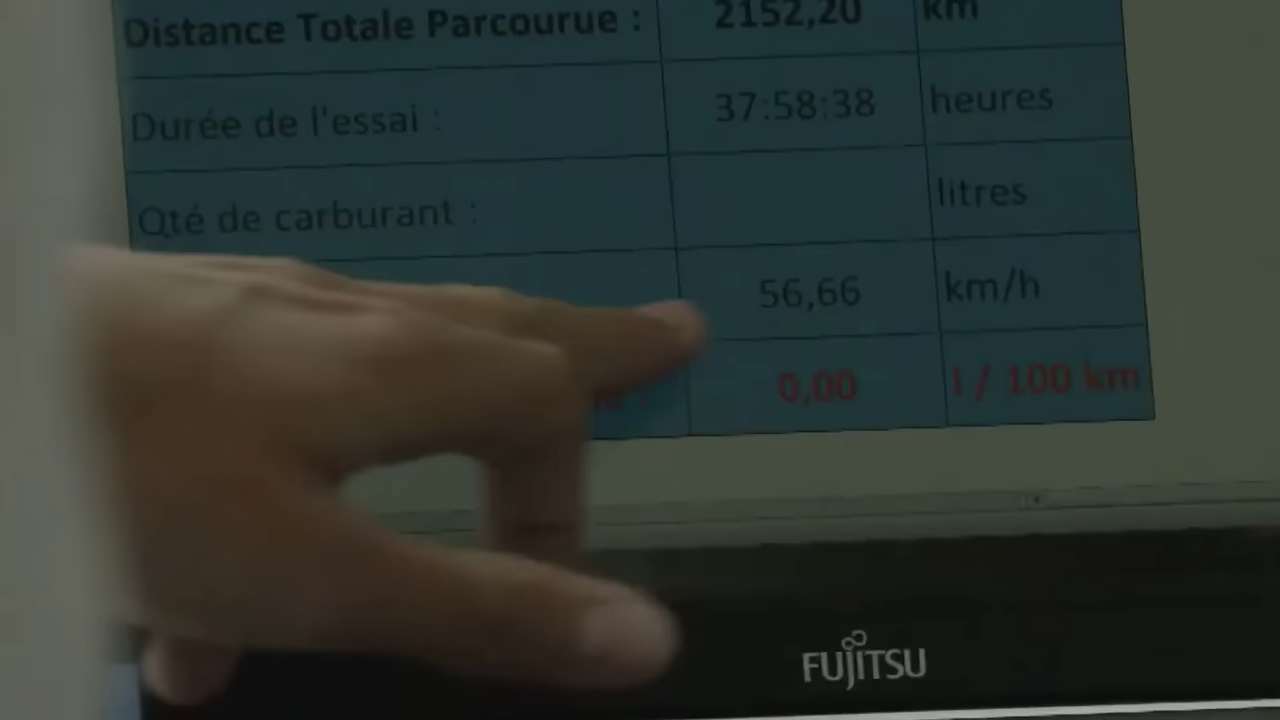 Distance Totale Parcourue : 2152,20 km
Durée de l'essai : 37:58:38 heures
Qté de carburant : litres
56,66 km/h
0,00 l / 100 km
FUJITSU